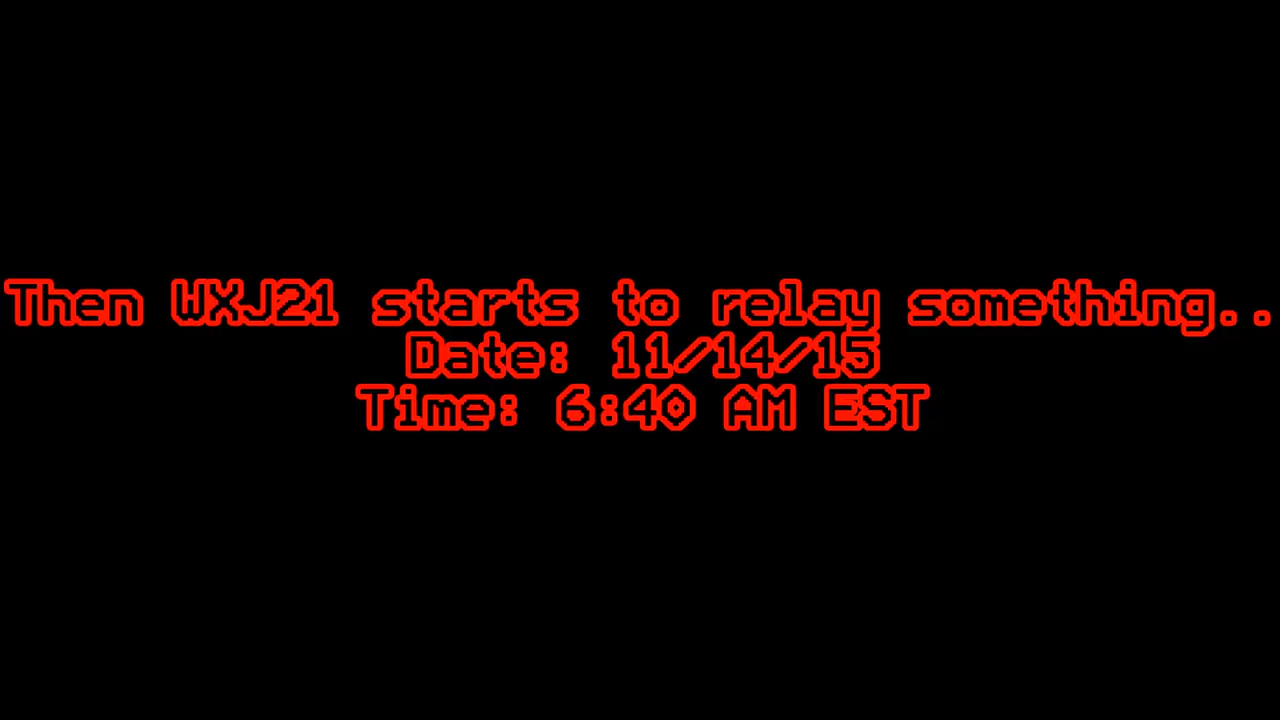 Then WXJ21 starts to relay something..
Date: 11/14/15
Time: 6:40 AM EST